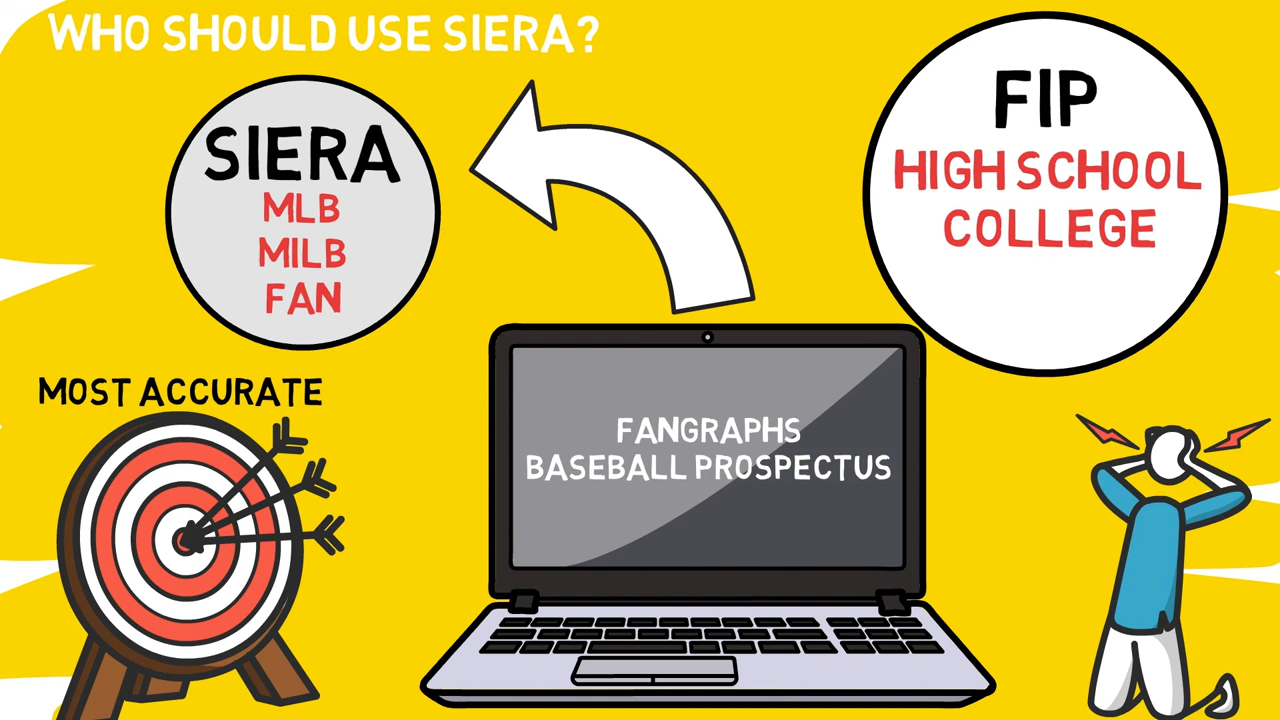 WHO SHOULD USE SIERA?
SIERA
MLB
MILB
FAN
FIP
HIGH SCHOOL
COLLEGE
MOST ACCURATE
FANGRAPHS
BASEBALL PROSPECTUS